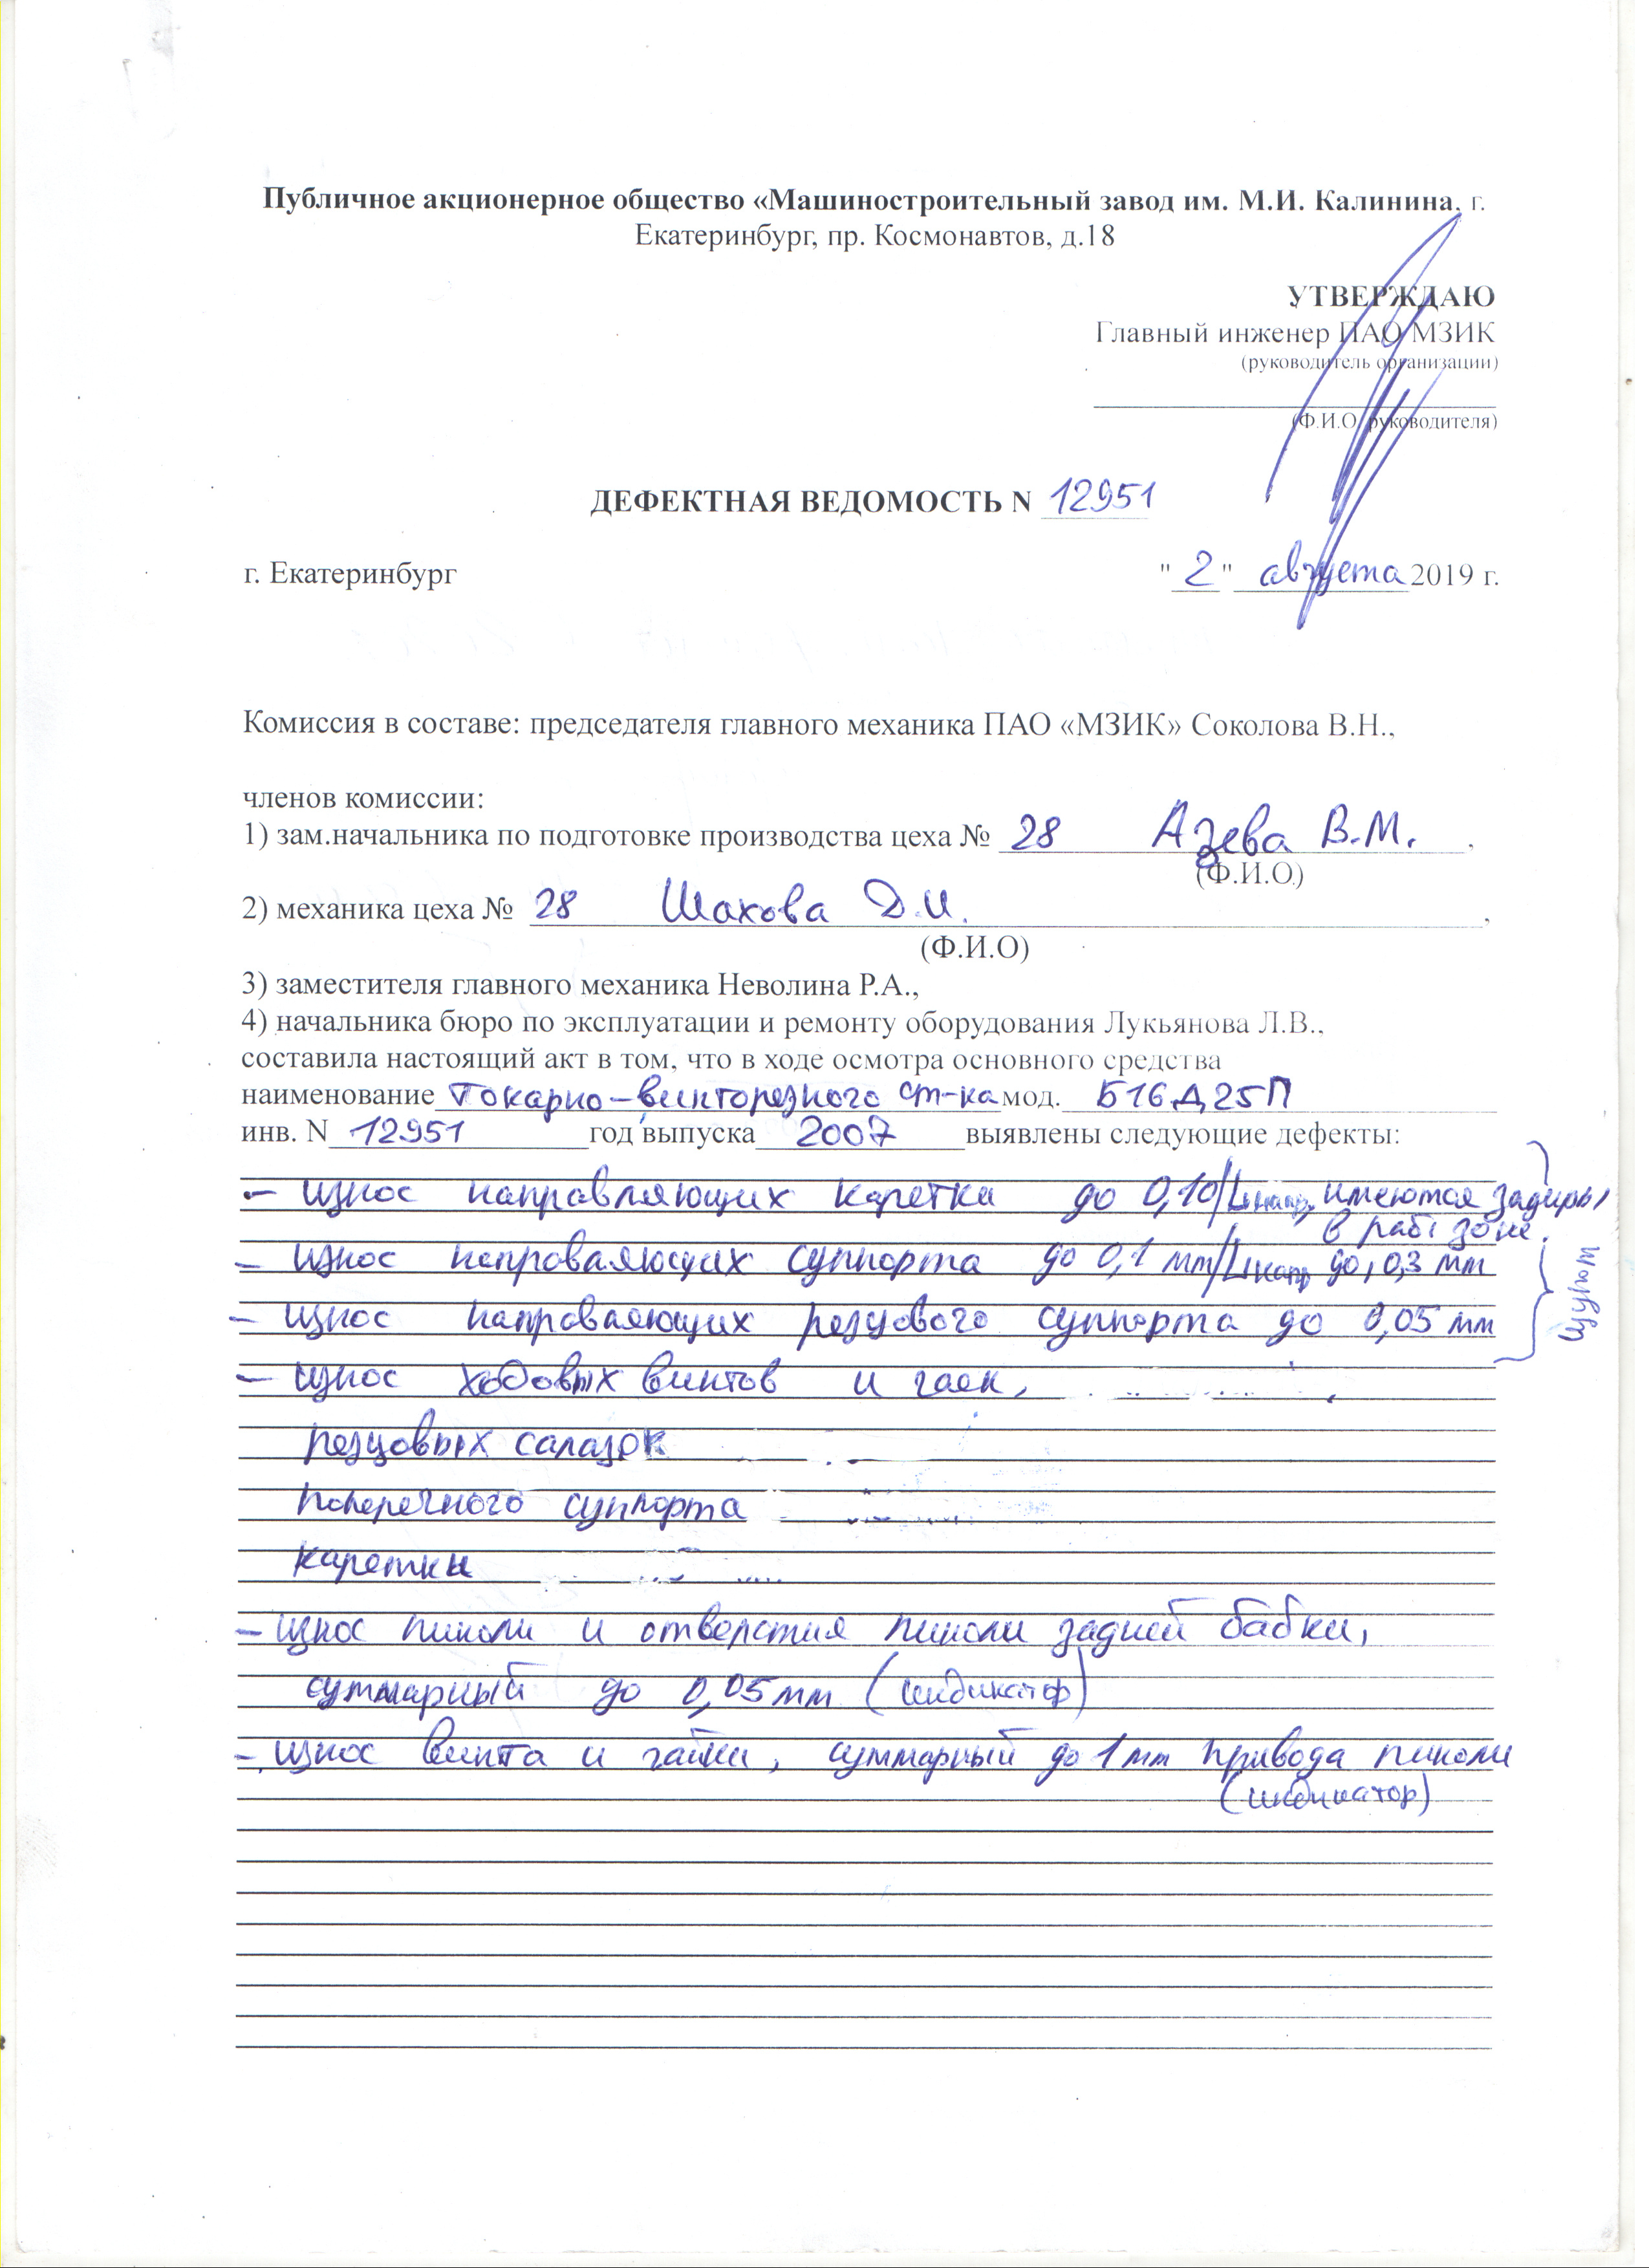 Публичное акционерное общество «Машиностроительный завод им. М.И. Калинина, г.
Екатеринбург, пр. Космонавтов, д.18
УТВЕРЖДАЮ
Главный инженер ПАО МЗИК
(руководитель организации)
(Ф.И.О. руководителя)
ДЕФЕКТНАЯ ВЕДОМОСТЬ N 12951
г. Екатеринбург "2" августа 2019 г.
Комиссия в составе: председателя главного механика ПАО «МЗИК» Соколова В.Н.,
членов комиссии:
1) зам.начальника по подготовке производства цеха № 28 Азева В.М.,
(Ф.И.О.)
2) механика цеха № 28 Шахова Д.И.,
(Ф.И.О)
3) заместителя главного механика Неволина Р.А.,
4) начальника бюро по эксплуатации и ремонту оборудования Лукьянова Л.В.,
составила настоящий акт в том, что в ходе осмотра основного средства
наименование Токарно-винторезного ст-ка мод. Б16Д25П
инв. N 12951 год выпуска 2007 выявлены следующие дефекты:
- износ направляющих каретки до 0,10/Lнапр, имеются задиры
в раб. зоне.
- износ направляющих суппорта до 0,1 мм/Lнапр до 0,3 мм
- износ направляющих резцового суппорта до 0,05 мм
щупом
- износ ходовых винтов и гаек,
резцовых салазок
поперечного суппорта
каретки
- износ пиноли и отверстия пиноли задней бабки,
суммарный до 0,05 мм (индикатор)
- износ винта и гайки, суммарный до 1 мм привода пиноли
(индикатор)